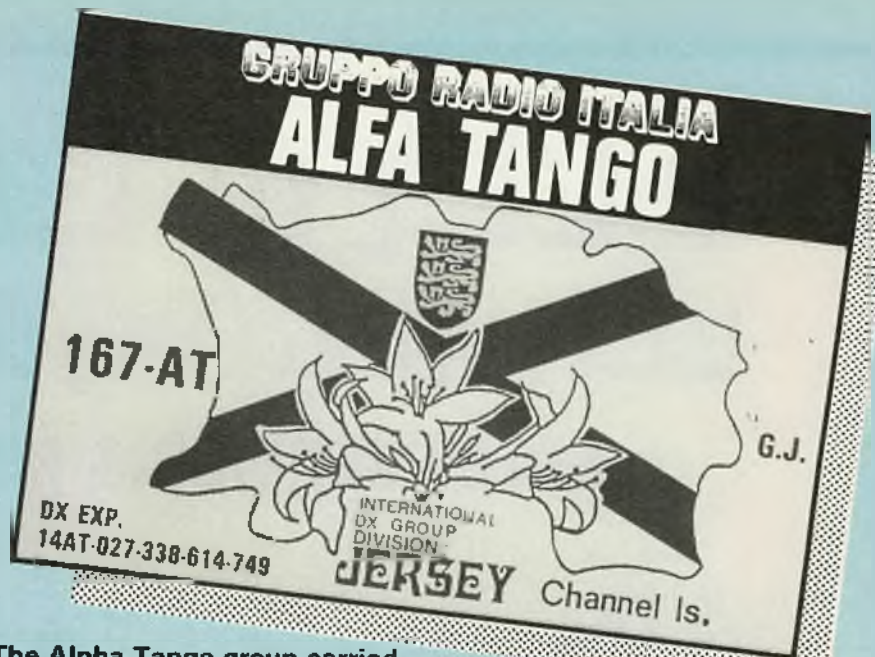 GRUPPO RADIO ITALIA
ALFA TANGO
167-AT
G.J.
DX EXP.
14AT-027-338-614-749
INTERNATIONAL
DX GROUP
DIVISION
JERSEY Channel Is.
The Alpha Tango group carried